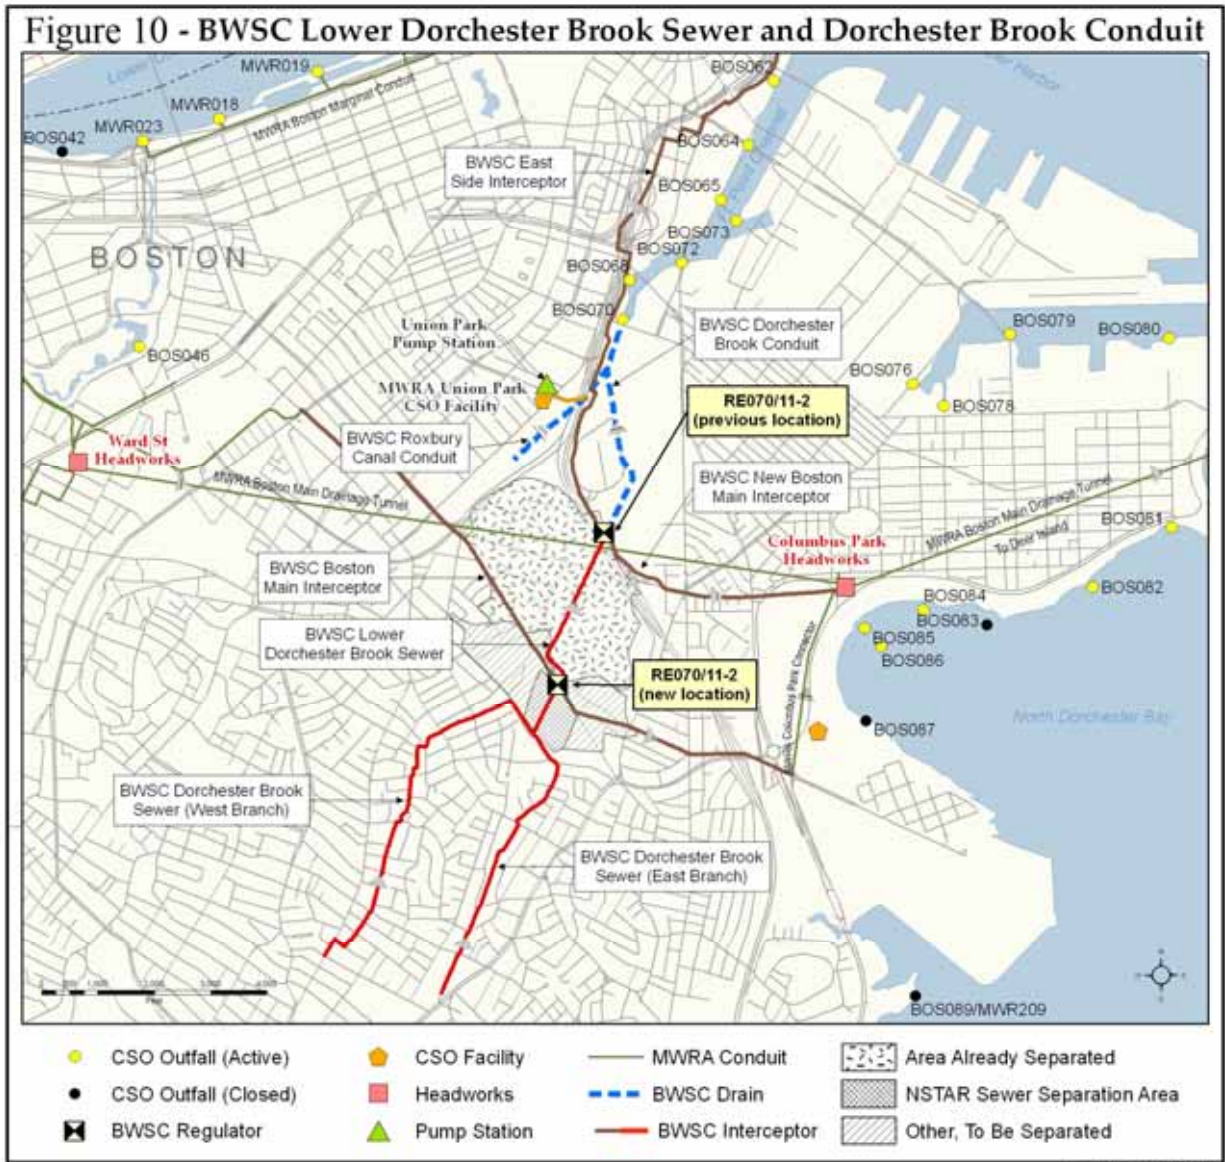 Figure 10 - BWSC Lower Dorchester Brook Sewer and Dorchester Brook Conduit
MWR019
BOS062
MWR018
MWRA Boston Marginal Conduit
MWR023
BOS042
BOS064
BWSC East
Side Interceptor
BOS065
BOS073
BOSTON
BOS072
BOS068
BOS070
Union Park
Pump Station
BWSC Dorchester
Brook Conduit
BOS079
BOS080
BOS046
BOS076
BOS078
MWRA Union Park
CSO Facility
RE070/11-2
(previous location)
Ward St
Headworks
BWSC Roxbury
Canal Conduit
MWRA Boston Main Drainage Tunnel
BWSC New Boston
Main Interceptor
MWRA Boston Main Drainage Tunnel
To Deer Island
BOS081
Columbus Park
Headworks
BWSC Boston
Main Interceptor
BOS082
BOS084
BOS083
BOS085
BOS086
BWSC Lower
Dorchester Brook Sewer
Columbus Park Connector
RE070/11-2
(new location)
North Dorchester Bay
BOS087
BWSC Dorchester Brook
Sewer (West Branch)
BWSC Dorchester Brook
Sewer (East Branch)
BOS089/MWR209
CSO Outfall (Active)
CSO Facility
MWRA Conduit
Area Already Separated
CSO Outfall (Closed)
Headworks
BWSC Drain
NSTAR Sewer Separation Area
BWSC Regulator
Pump Station
BWSC Interceptor
Other, To Be Separated